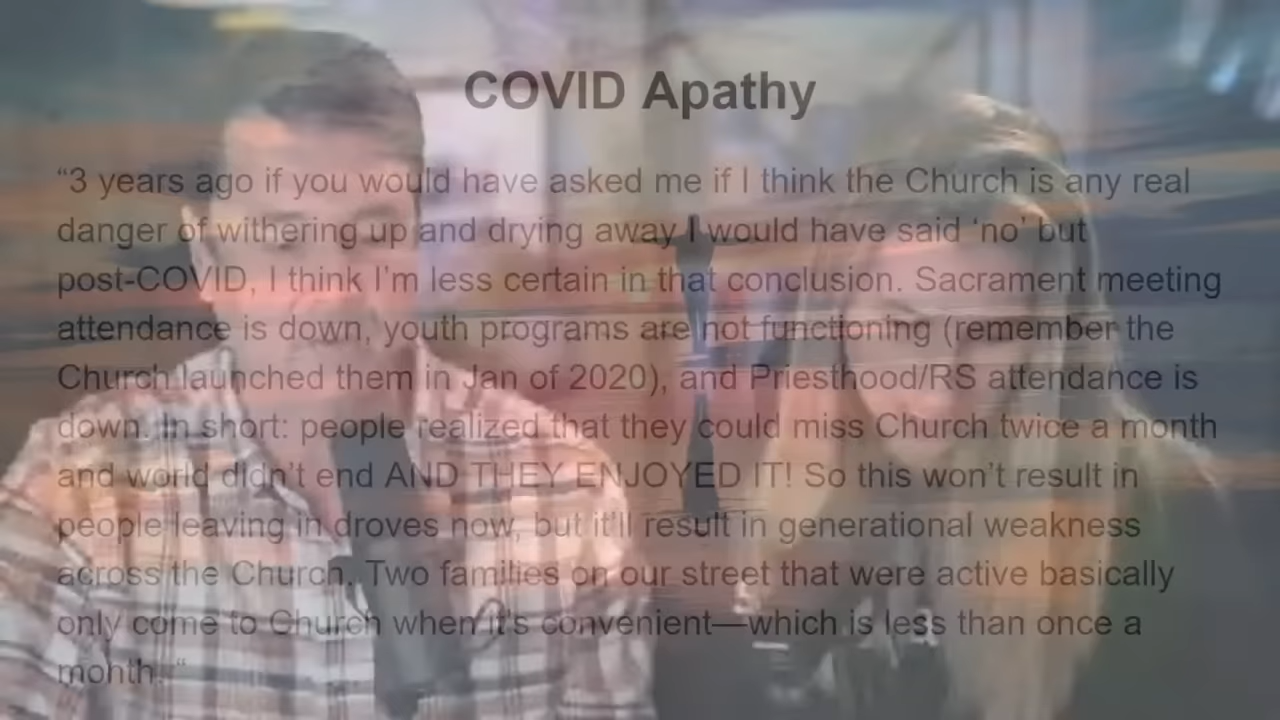 COVID Apathy
“3 years ago if you would have asked me if I think the Church is any real
danger of withering up and drying away I would have said ‘no’ but
post-COVID, I think I’m less certain in that conclusion. Sacrament meeting
attendance is down, youth programs are not functioning (remember the
Church launched them in Jan of 2020), and Priesthood/RS attendance is
down. In short: people realized that they could miss Church twice a month
and world didn’t end AND THEY ENJOYED IT! So this won’t result in
people leaving in droves now, but it'll result in generational weakness
across the Church. Two families on our street that were active basically
only come to Church when it's convenient—which is less than once a
month. “